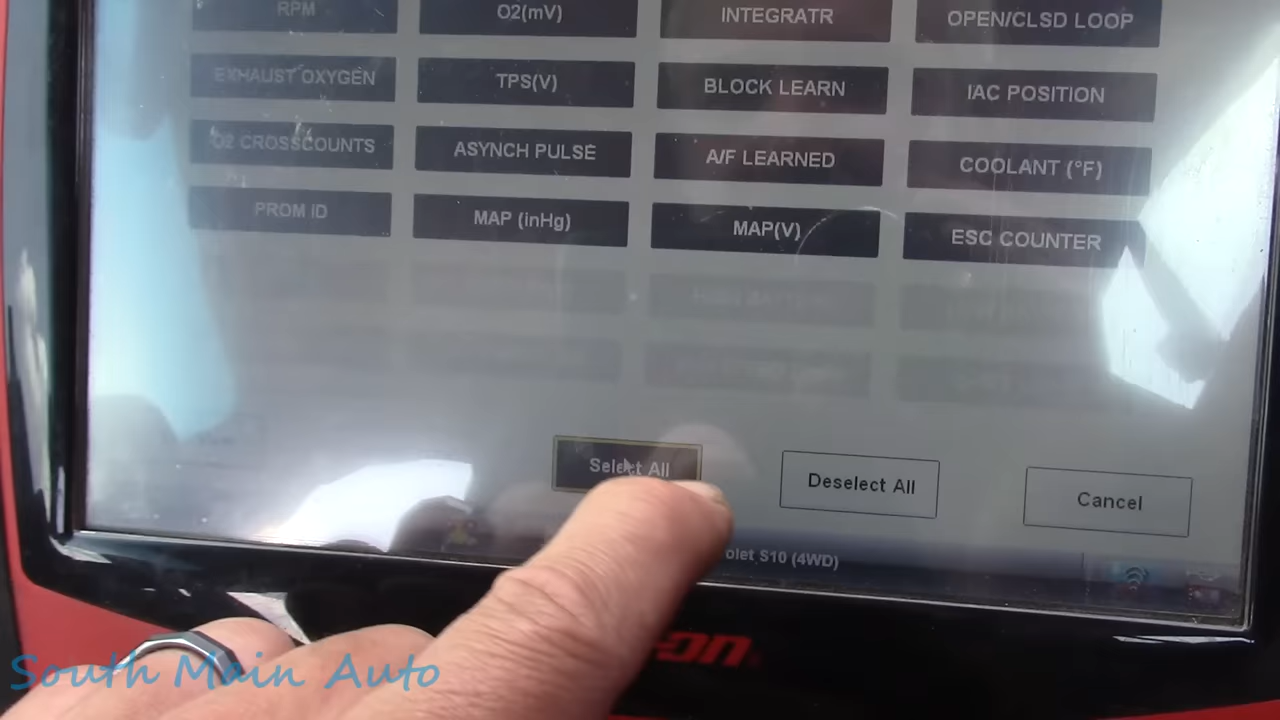 RPM
O2(mV)
INTEGRATR
OPEN/CLSD LOOP
EXHAUST OXYGEN
TPS(V)
BLOCK LEARN
IAC POSITION
O2 CROSSCOUNTS
ASYNCH PULSE
A/F LEARNED
COOLANT (°F)
PROM ID
MAP (inHg)
MAP(V)
ESC COUNTER
Select All
Deselect All
Cancel
olet S10 (4WD)
-on
South Main Auto